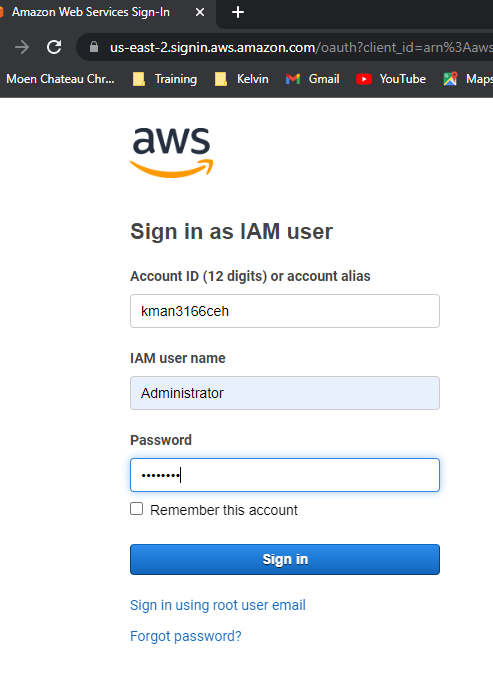 Amazon Web Services Sign-In
us-east-2.signin.aws.amazon.com/oauth?client_id=arn%3Aaws
Moen Chateau Chr... Training Kelvin Gmail YouTube Maps
aws
Sign in as IAM user
Account ID (12 digits) or account alias
kman3166ceh
IAM user name
Administrator
Password
••••••••
Remember this account
Sign in
Sign in using root user email
Forgot password?